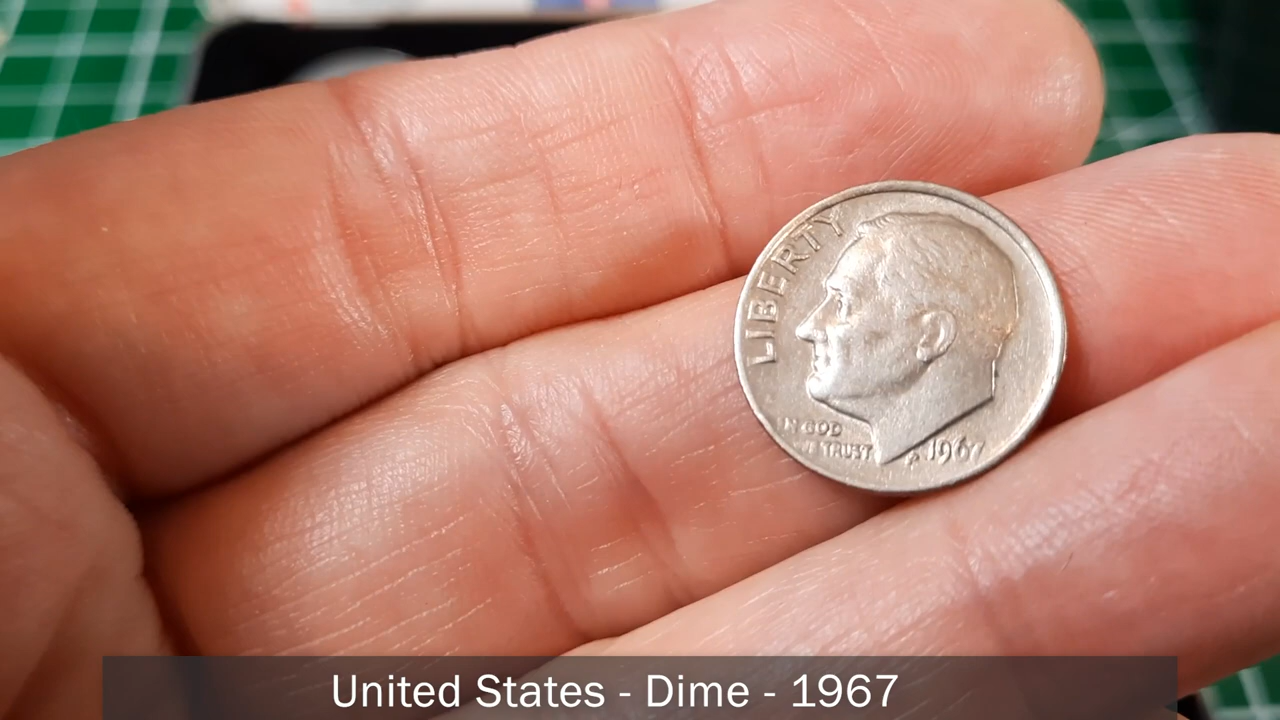 LIBERTY
IN GOD
WE TRUST
1967
United States - Dime - 1967